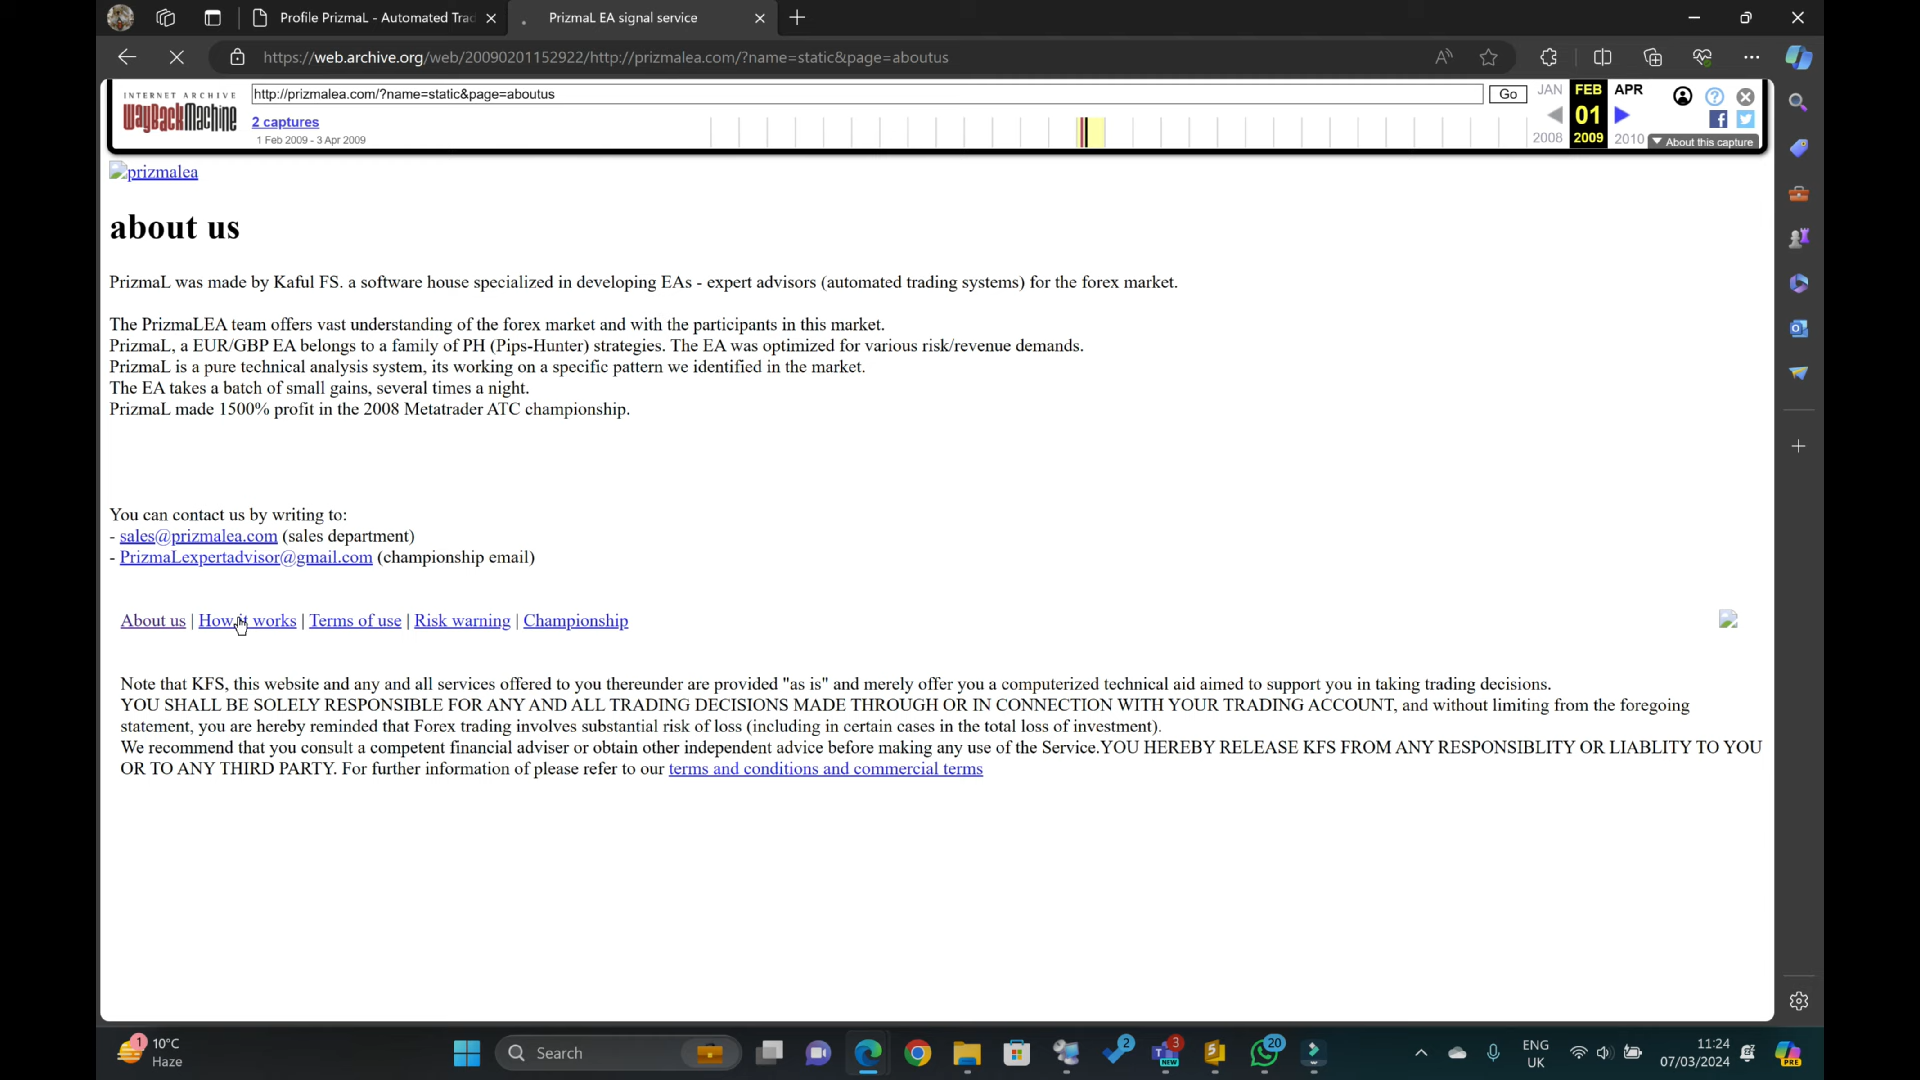 Profile PrizmaL - Automated Trad
PrizmaL EA signal service
https://web.archive.org/web/20090201152922/http://prizmalea.com/?name=static&page=aboutus
INTERNET ARCHIVE
WayBackMachine
http://prizmalea.com/?name=static&page=aboutus
Go
JAN FEB APR
2 captures
01
1 Feb 2009 - 3 Apr 2009
2008 2009 2010
About this capture
prizmalea
about us
PrizmaL was made by Kaful FS. a software house specialized in developing EAs - expert advisors (automated trading systems) for the forex market.
The PrizmaLEA team offers vast understanding of the forex market and with the participants in this market.
PrizmaL, a EUR/GBP EA belongs to a family of PH (Pips-Hunter) strategies. The EA was optimized for various risk/revenue demands.
PrizmaL is a pure technical analysis system, its working on a specific pattern we identified in the market.
The EA takes a batch of small gains, several times a night.
PrizmaL made 1500% profit in the 2008 Metatrader ATC championship.
You can contact us by writing to:
- sales@prizmalea.com (sales department)
- PrizmaLexpertadvisor@gmail.com (championship email)
About us | How it works | Terms of use | Risk warning | Championship
Note that KFS, this website and any and all services offered to you thereunder are provided "as is" and merely offer you a computerized technical aid aimed to support you in taking trading decisions.
YOU SHALL BE SOLELY RESPONSIBLE FOR ANY AND ALL TRADING DECISIONS MADE THROUGH OR IN CONNECTION WITH YOUR TRADING ACCOUNT, and without limiting from the foregoing
statement, you are hereby reminded that Forex trading involves substantial risk of loss (including in certain cases in the total loss of investment).
We recommend that you consult a competent financial adviser or obtain other independent advice before making any use of the Service.YOU HEREBY RELEASE KFS FROM ANY RESPONSIBLITY OR LIABLITY TO YOU
OR TO ANY THIRD PARTY. For further information of please refer to our terms and conditions and commercial terms
1
10°C
Haze
Search
2
3
NEW
5
20
ENG
UK
11:24
07/03/2024
PRE